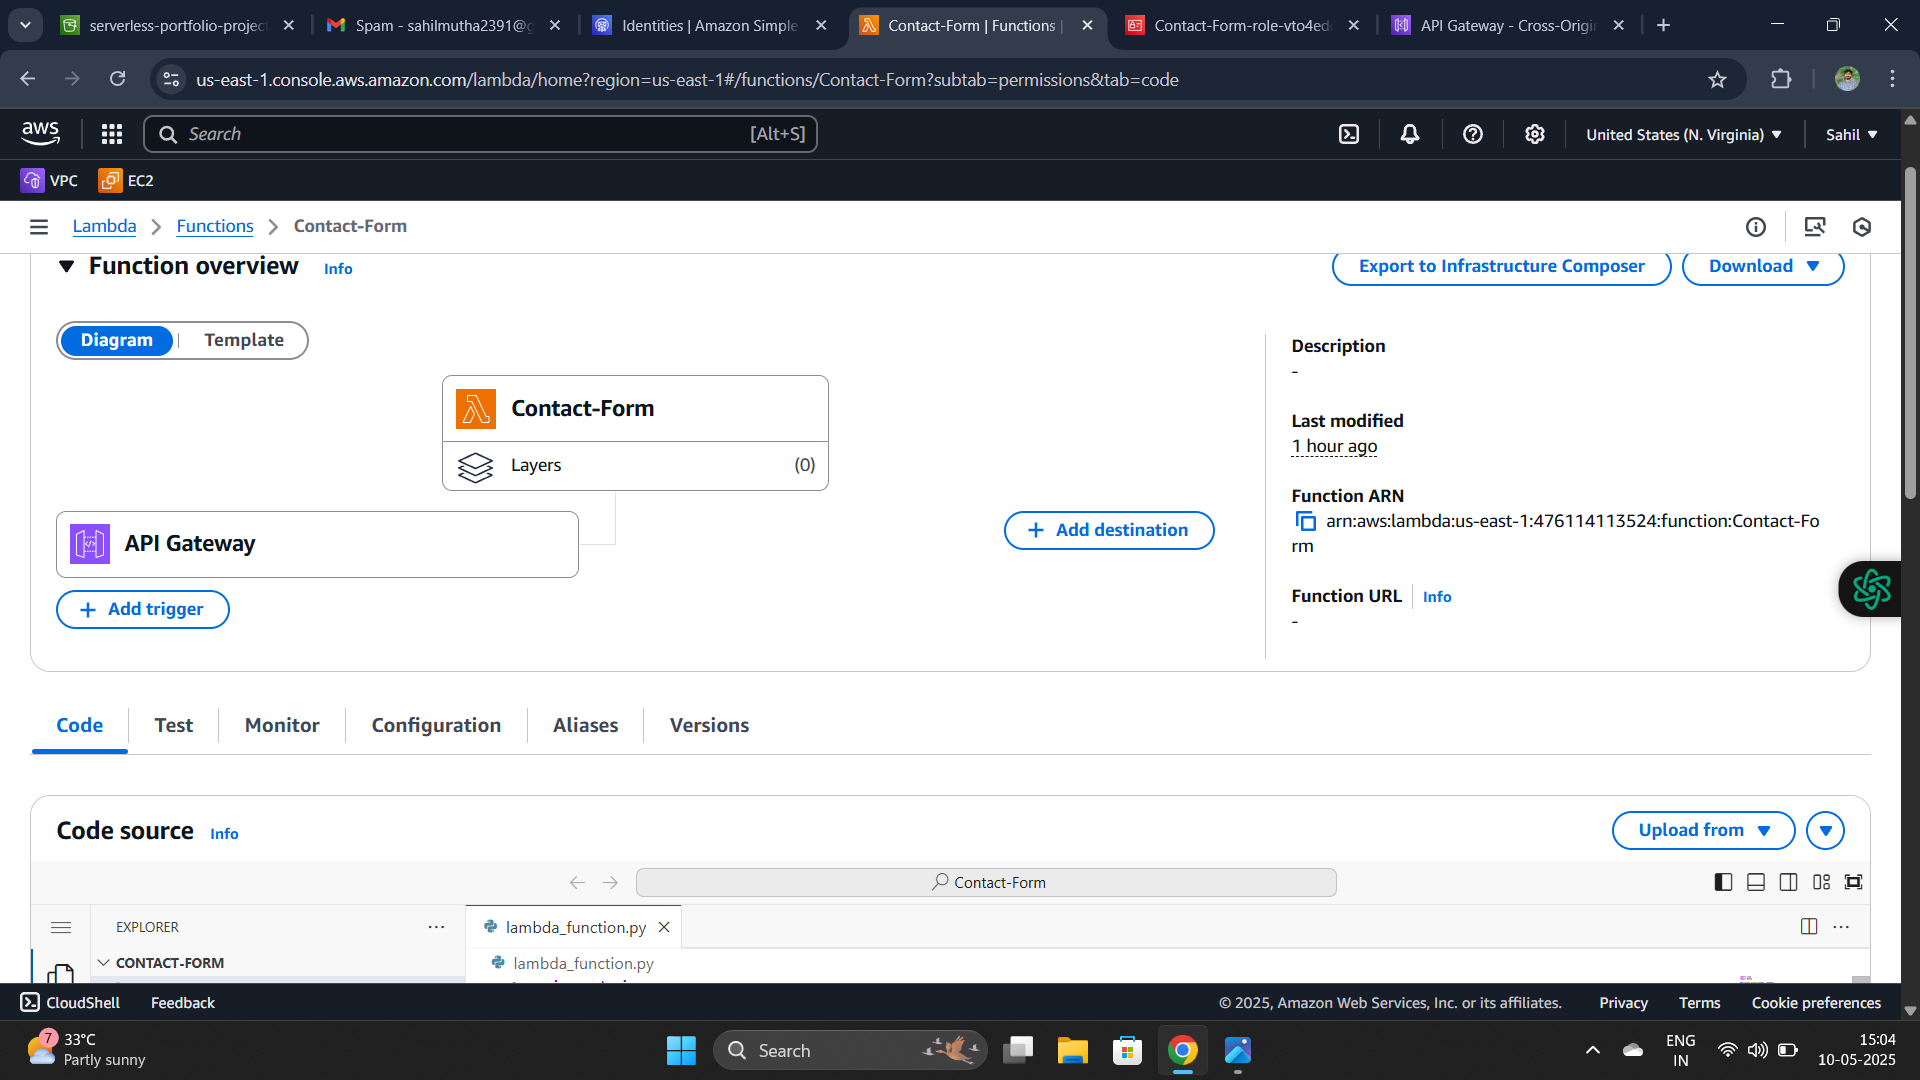 serverless-portfolio-project
Spam - sahilmutha2391@g
Identities | Amazon Simple
Contact-Form | Functions |
Contact-Form-role-vto4ed
API Gateway - Cross-Origi
us-east-1.console.aws.amazon.com/lambda/home?region=us-east-1#/functions/Contact-Form?subtab=permissions&tab=code
aws
Search
[Alt+S]
United States (N. Virginia)
Sahil
VPC
EC2
Lambda
Functions
Contact-Form
Function overview
Info
Export to Infrastructure Composer
Download
Diagram
Template
Contact-Form
Layers
(0)
API Gateway
+ Add trigger
+ Add destination
Description
-
Last modified
1 hour ago
Function ARN
arn:aws:lambda:us-east-1:476114113524:function:Contact-Fo
rm
Function URL
Info
-
Code
Test
Monitor
Configuration
Aliases
Versions
Code source
Info
Upload from
Contact-Form
EXPLORER
lambda_function.py
CONTACT-FORM
lambda_function.py
CloudShell
Feedback
© 2025, Amazon Web Services, Inc. or its affiliates.
Privacy
Terms
Cookie preferences
7
33°C
Partly sunny
Search
ENG
IN
15:04
10-05-2025